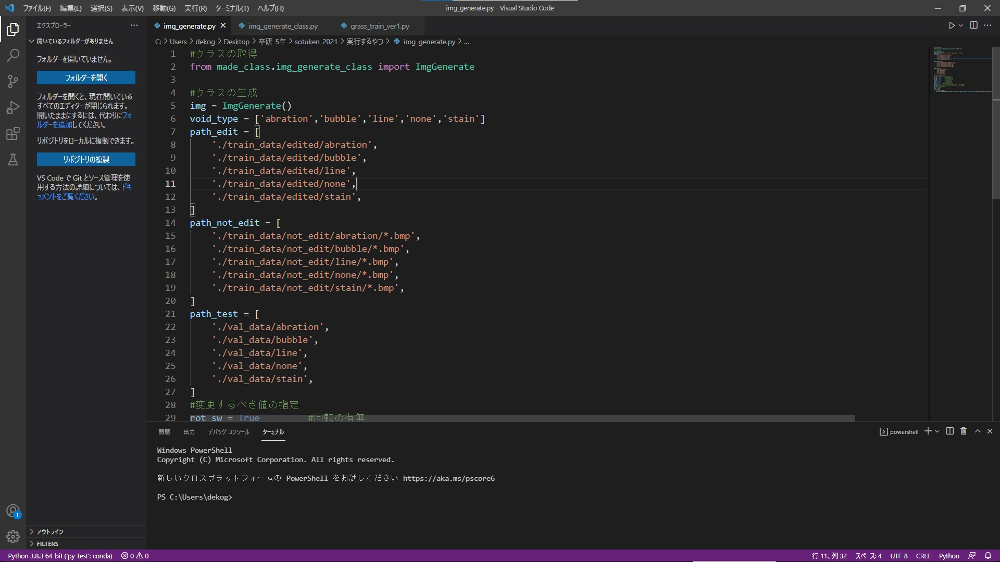 ファイル(F) 編集(E) 選択(S) 表示(V) 移動(G) 実行(R) ターミナル(T) ヘルプ(H) img_generate.py - Visual Studio Code
エクスプローラー
img_generate.py img_generate_class.py grass_train_ver1.py
開いているフォルダーがありません
フォルダーを開いていません。
フォルダーを開く
フォルダーを開くと、現在開いている
すべてのエディターが閉じられます。
開いたままにするには、代わりにフォ
ルダーを追加してください。
リポジトリをローカルに複製できます。
リポジトリの複製
VS Code で Git とソース管理を使
用する方法の詳細については、ドキ
ュメントをご覧ください。
アウトライン
FILTERS
C: > Users > dekog > Desktop > 卒研_5年 > sotuken_2021 > 実行するやつ > img_generate.py > ...
1 #クラスの取得
2 from made_class.img_generate_class import ImgGenerate
3
4 #クラスの生成
5 img = ImgGenerate()
6 void_type = ['abration','bubble','line','none','stain']
7 path_edit = [
8     './train_data/edited/abration',
9     './train_data/edited/bubble',
10     './train_data/edited/line',
11     './train_data/edited/none',
12     './train_data/edited/stain',
13 ]
14 path_not_edit = [
15     './train_data/not_edit/abration/*.bmp',
16     './train_data/not_edit/bubble/*.bmp',
17     './train_data/not_edit/line/*.bmp',
18     './train_data/not_edit/none/*.bmp',
19     './train_data/not_edit/stain/*.bmp',
20 ]
21 path_test = [
22     './val_data/abration',
23     './val_data/bubble',
24     './val_data/line',
25     './val_data/none',
26     './val_data/stain',
27 ]
28 #変更するべき値の指定
29 rot_sw = True #回転の有無
問題 出力 デバッグ コンソール ターミナル powershell
Windows PowerShell
Copyright (C) Microsoft Corporation. All rights reserved.
新しいクロスプラットフォームの PowerShell をお試しください https://aka.ms/pscore6
PS C:\Users\dekog>
1
Python 3.8.3 64-bit ('py-test': conda) 0 0 行 11、列 32 スペース: 4 UTF-8 CRLF Python